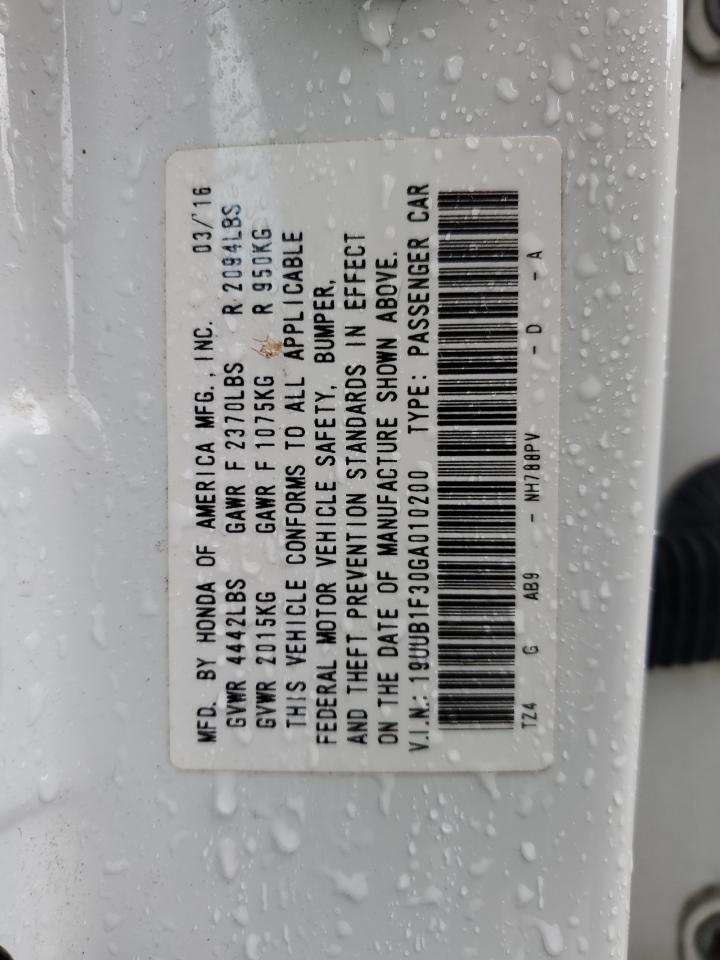 MFD. BY HONDA OF AMERICA MFG., INC. 03/'16
GVWR 4442LBS GAWR F 2370LBS R 2094LBS
GVWR 2015KG GAWR F 1075KG R 950KG
THIS VEHICLE CONFORMS TO ALL APPLICABLE
FEDERAL MOTOR VEHICLE SAFETY, BUMPER,
AND THEFT PREVENTION STANDARDS IN EFFECT
ON THE DATE OF MANUFACTURE SHOWN ABOVE.
V.I.N.: 19UUB1F30GA010200 TYPE: PASSENGER CAR
TZ4 G AB9 - NH788PV - D - A